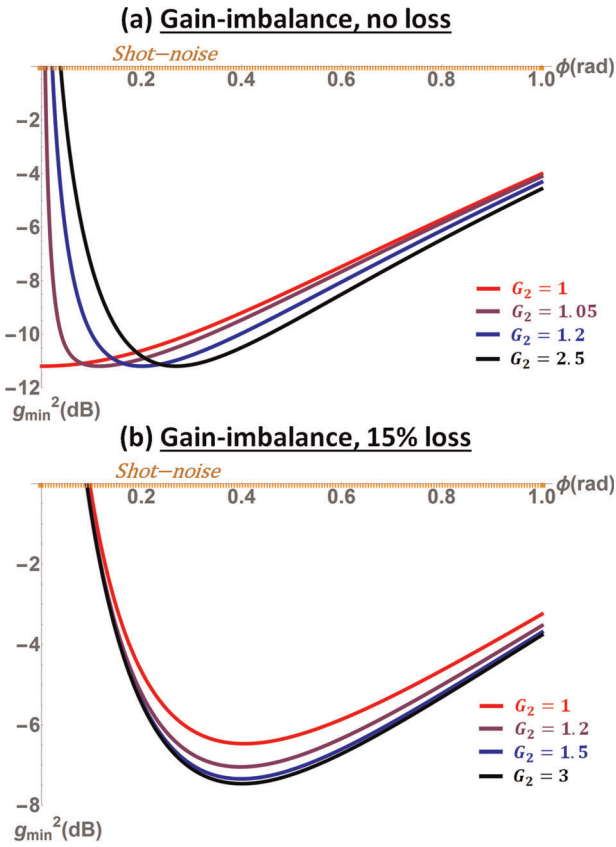 (a) Gain-imbalance, no loss
Shot-noise
0.2 0.4 0.6 0.8 1.0 ϕ(rad)
−2
−4
−6
−8
−10
−12
G₂ = 1
G₂ = 1.05
G₂ = 1.2
G₂ = 2.5
gmin²(dB)
(b) Gain-imbalance, 15% loss
Shot-noise
0.2 0.4 0.6 0.8 1.0 ϕ(rad)
−2
−4
−6
−8
G₂ = 1
G₂ = 1.2
G₂ = 1.5
G₂ = 3
gmin²(dB)